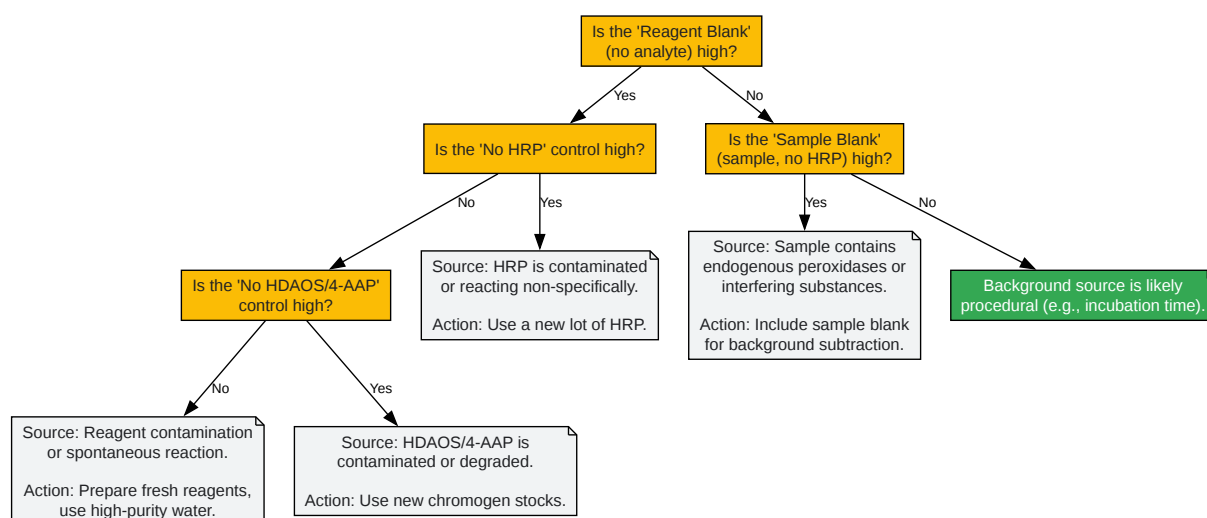 Is the 'Reagent Blank'
(no analyte) high?
Yes
No
Is the 'No HRP' control high?
Is the 'Sample Blank'
(sample, no HRP) high?
No
Yes
Yes
No
Is the 'No HDAOS/4-AAP'
control high?
Source: HRP is contaminated
or reacting non-specifically.
Action: Use a new lot of HRP.
Source: Sample contains
endogenous peroxidases or
interfering substances.
Action: Include sample blank
for background subtraction.
Background source is likely
procedural (e.g., incubation time).
No
Yes
Source: Reagent contamination
or spontaneous reaction.
Action: Prepare fresh reagents,
use high-purity water.
Source: HDAOS/4-AAP is
contaminated or degraded.
Action: Use new chromogen stocks.